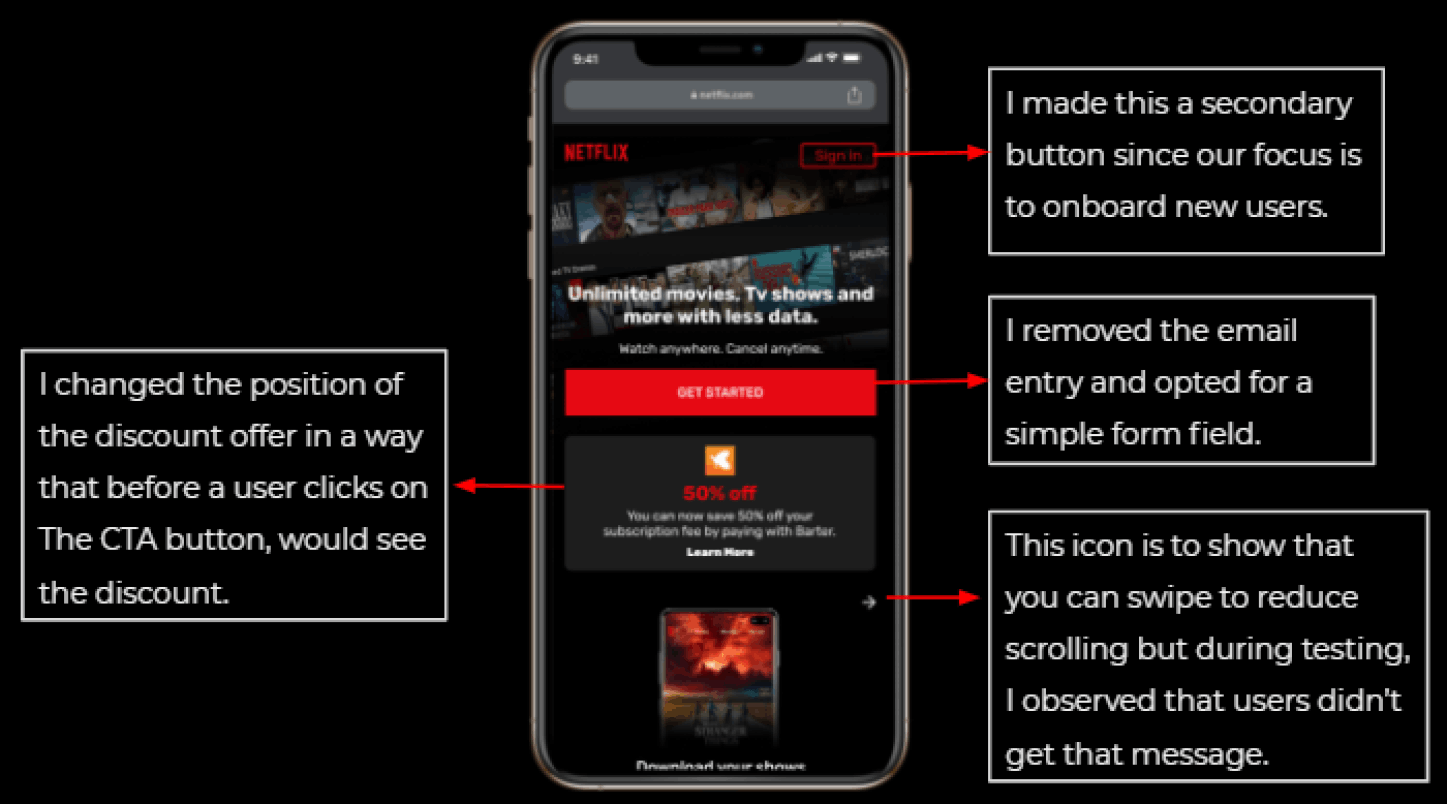 9:41
netflix.com
NETFLIX
Sign in
Unlimited movies. Tv shows and
more with less data.
Watch anywhere. Cancel anytime.
GET STARTED
50% off
You can now save 50% off your
subscription fee by paying with Barter.
Learn More
STRANGER
THINGS
Download your shows
I changed the position of
the discount offer in a way
that before a user clicks on
The CTA button, would see
the discount.
I made this a secondary
button since our focus is
to onboard new users.
I removed the email
entry and opted for a
simple form field.
This icon is to show that
you can swipe to reduce
scrolling but during testing,
I observed that users didn't
get that message.